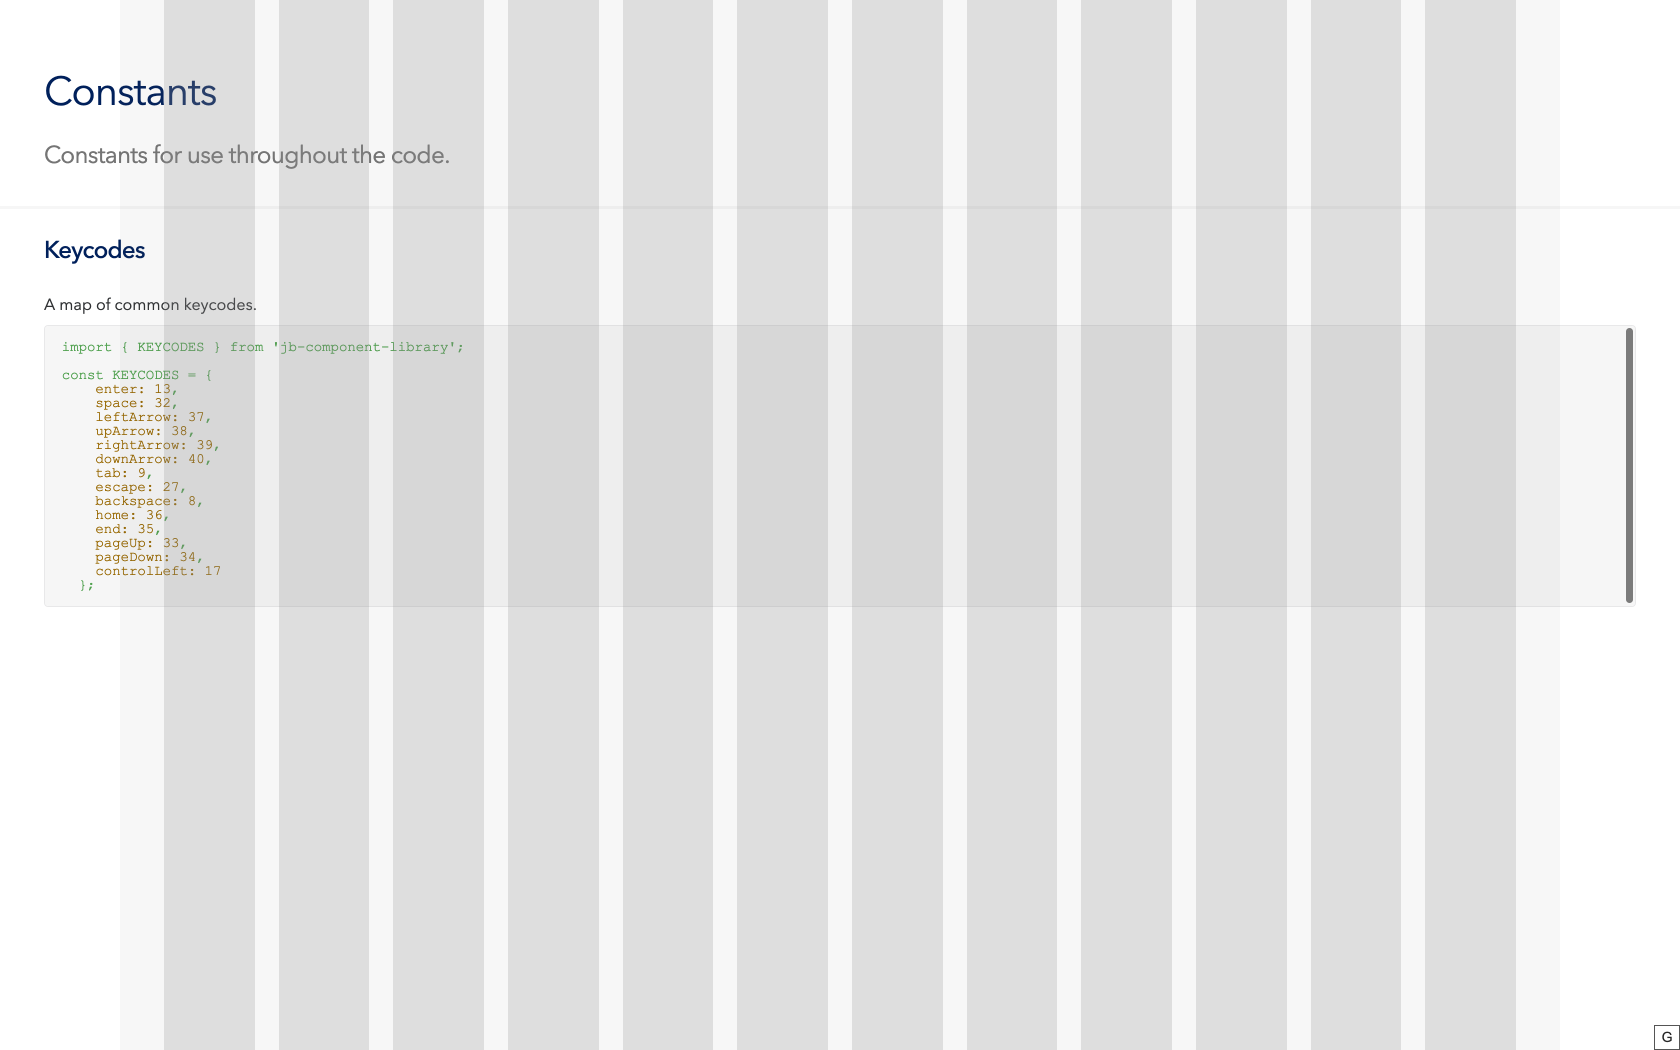 Constants
Constants for use throughout the code.
Keycodes
A map of common keycodes.
import { KEYCODES } from 'jb-component-library';
const KEYCODES = {
    enter: 13,
    space: 32,
    leftArrow: 37,
    upArrow: 38,
    rightArrow: 39,
    downArrow: 40,
    tab: 9,
    escape: 27,
    backspace: 8,
    home: 36,
    end: 35,
    pageUp: 33,
    pageDown: 34,
    controlLeft: 17
  };
G